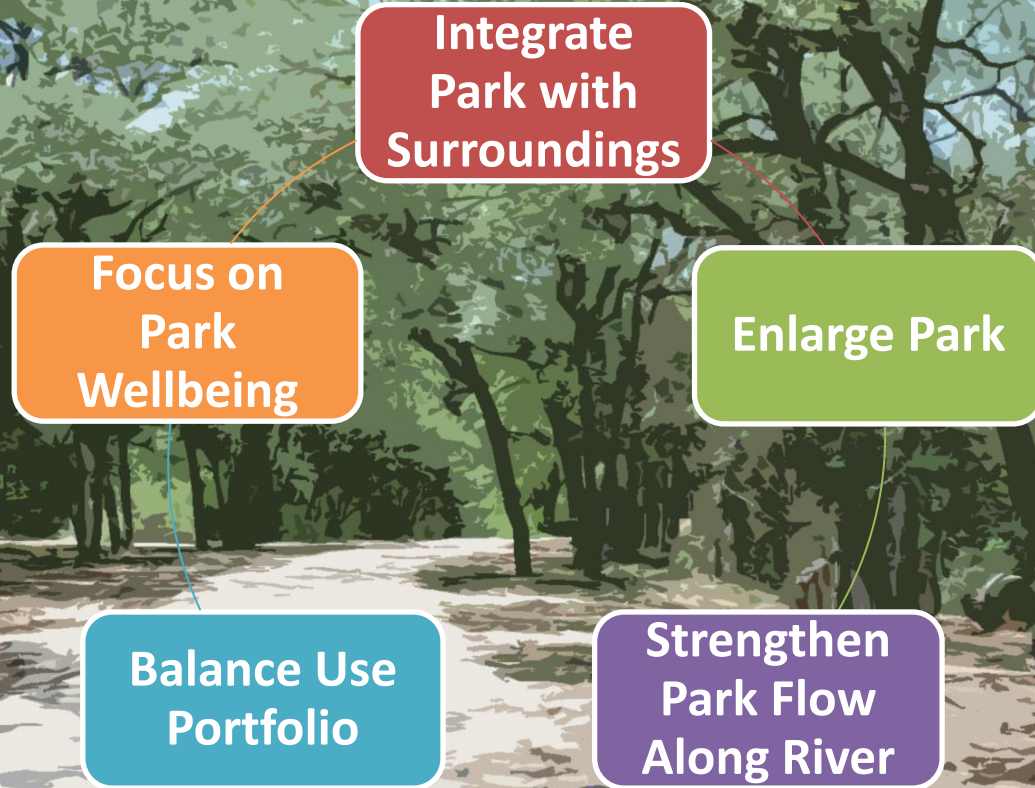 Integrate
Park with
Surroundings
Focus on
Park
Wellbeing
Enlarge Park
Balance Use
Portfolio
Strengthen
Park Flow
Along River